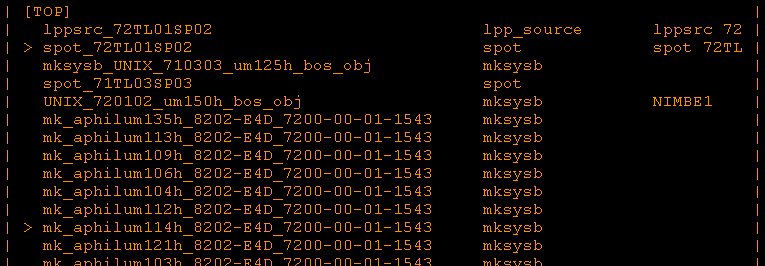 | [TOP] |
| lppsrc_72TL01SP02 lpp_source lppsrc 72 |
| > spot_72TL01SP02 spot spot 72TL |
| mksysb_UNIX_710303_um125h_bos_obj mksysb |
| spot_71TL03SP03 spot |
| UNIX_720102_um150h_bos_obj mksysb NIMBE1 |
| mk_aphilum135h_8202-E4D_7200-00-01-1543 mksysb |
| mk_aphilum113h_8202-E4D_7200-00-01-1543 mksysb |
| mk_aphilum109h_8202-E4D_7200-00-01-1543 mksysb |
| mk_aphilum106h_8202-E4D_7200-00-01-1543 mksysb |
| mk_aphilum104h_8202-E4D_7200-00-01-1543 mksysb |
| mk_aphilum112h_8202-E4D_7200-00-01-1543 mksysb |
| > mk_aphilum114h_8202-E4D_7200-00-01-1543 mksysb |
| mk_aphilum121h_8202-E4D_7200-00-01-1543 mksysb |
| mk_aphilum103h_8202-E4D_7200-00-01-1543 mksysb |